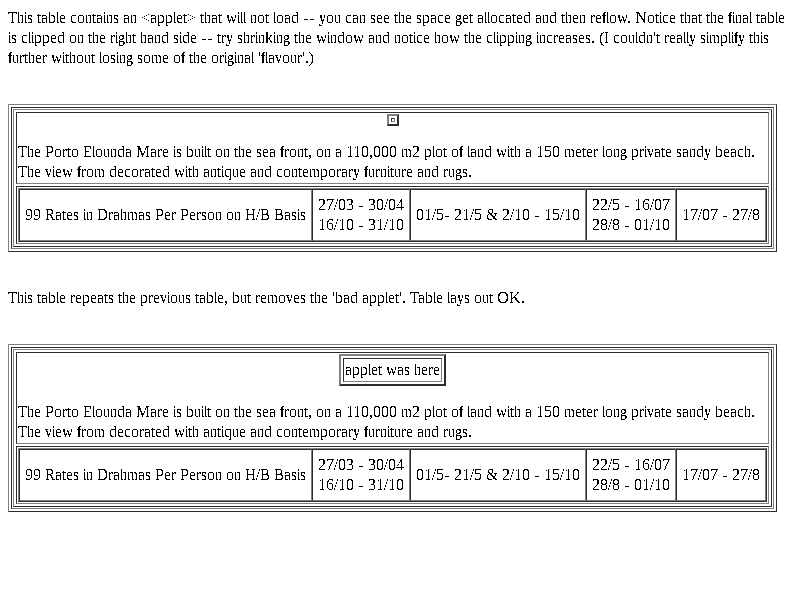 This table contains an <applet> that will not load -- you can see the space get allocated and then reflow. Notice that the final table
is clipped on the right hand side -- try shrinking the window and notice how the clipping increases. (I couldn't really simplify this
further without losing some of the original 'flavour'.)
The Porto Elounda Mare is built on the sea front, on a 110,000 m2 plot of land with a 150 meter long private sandy beach.
The view from decorated with antique and contemporary furniture and rugs.
99 Rates in Drahmas Per Person on H/B Basis
27/03 - 30/04
16/10 - 31/10
01/5- 21/5 & 2/10 - 15/10
22/5 - 16/07
28/8 - 01/10
17/07 - 27/8
This table repeats the previous table, but removes the 'bad applet'. Table lays out OK.
applet was here
The Porto Elounda Mare is built on the sea front, on a 110,000 m2 plot of land with a 150 meter long private sandy beach.
The view from decorated with antique and contemporary furniture and rugs.
99 Rates in Drahmas Per Person on H/B Basis
27/03 - 30/04
16/10 - 31/10
01/5- 21/5 & 2/10 - 15/10
22/5 - 16/07
28/8 - 01/10
17/07 - 27/8